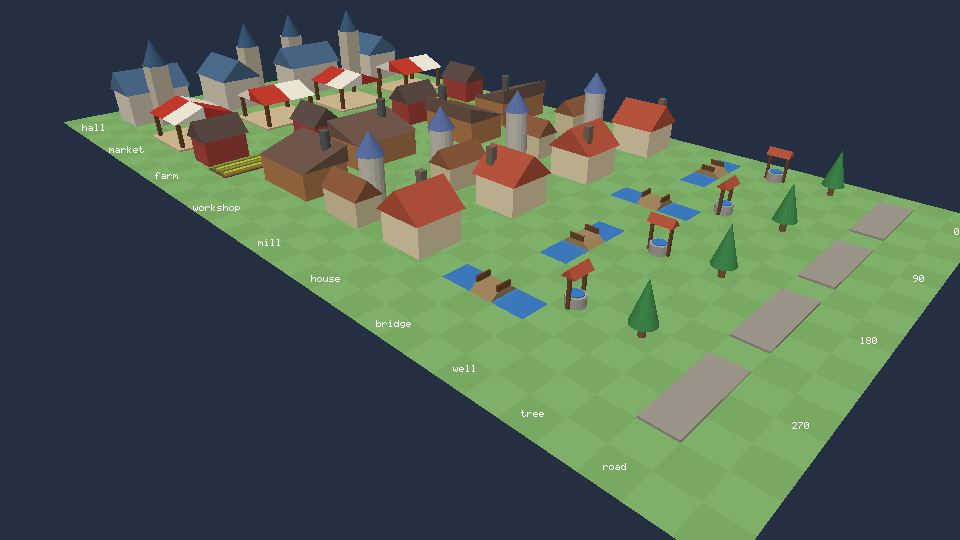 hall
market
farm
workshop
mill
house
bridge
well
tree
road
0
90
180
270